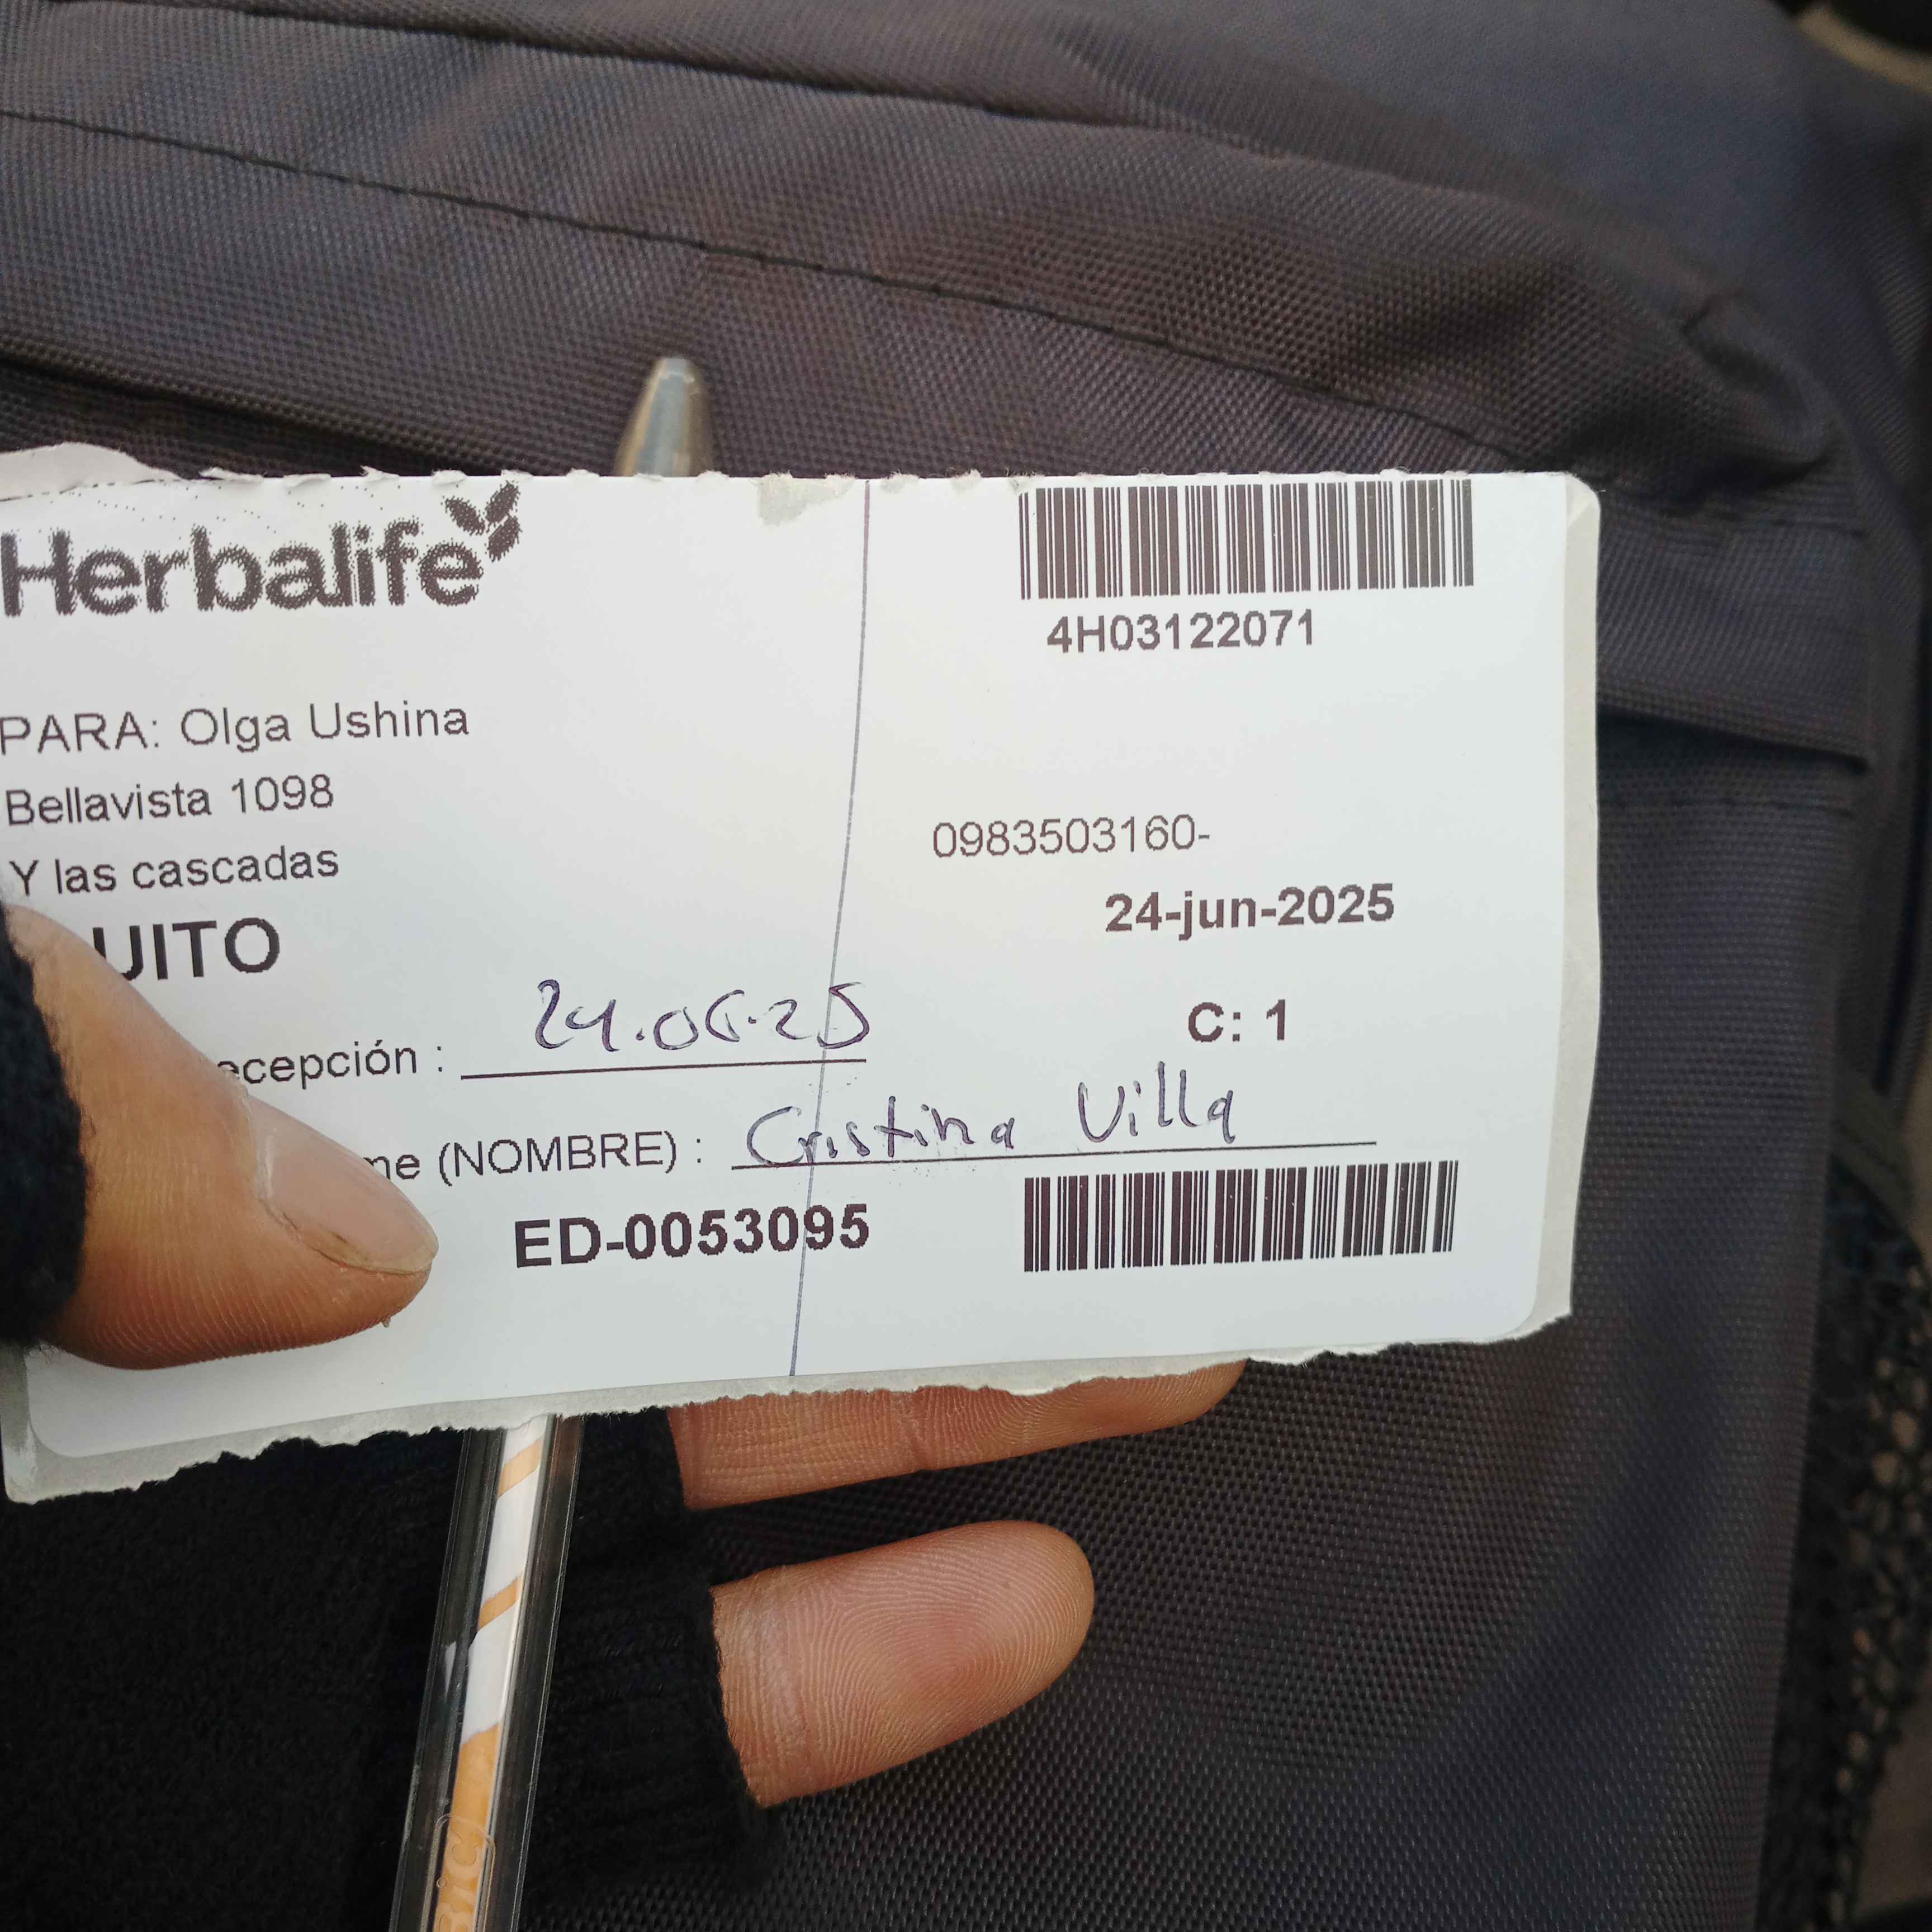 Herbalife
4H03122071
PARA: Olga Ushina
Bellavista 1098
0983503160-
Y las cascadas
24-jun-2025
UITO
C: 1
ecepción : 24.06.25
me (NOMBRE) : Cristina Villa
ED-0053095
BIC